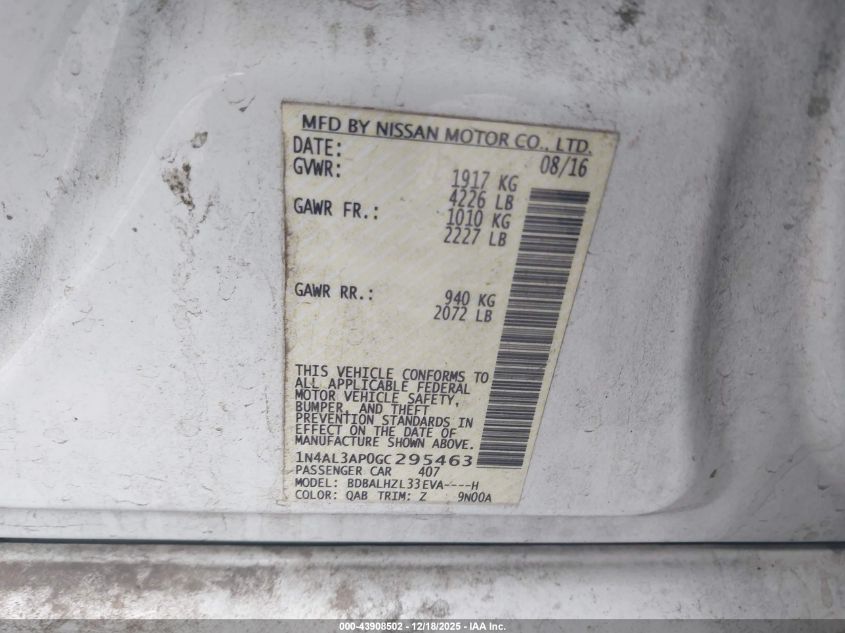 MFD BY NISSAN MOTOR CO., LTD.
DATE: 08/16
GVWR: 1917 KG
4226 LB
GAWR FR.: 1010 KG
2227 LB
GAWR RR.: 940 KG
2072 LB
THIS VEHICLE CONFORMS TO
ALL APPLICABLE FEDERAL
MOTOR VEHICLE SAFETY,
BUMPER, AND THEFT
PREVENTION STANDARDS IN
EFFECT ON THE DATE OF
MANUFACTURE SHOWN ABOVE.
1N4AL3AP0GC295463
PASSENGER CAR 407
MODEL: BDBALHZL33EVA----H
COLOR: QAB TRIM: Z 9N00A
000-43908502 - 12/18/2025 - IAA Inc.